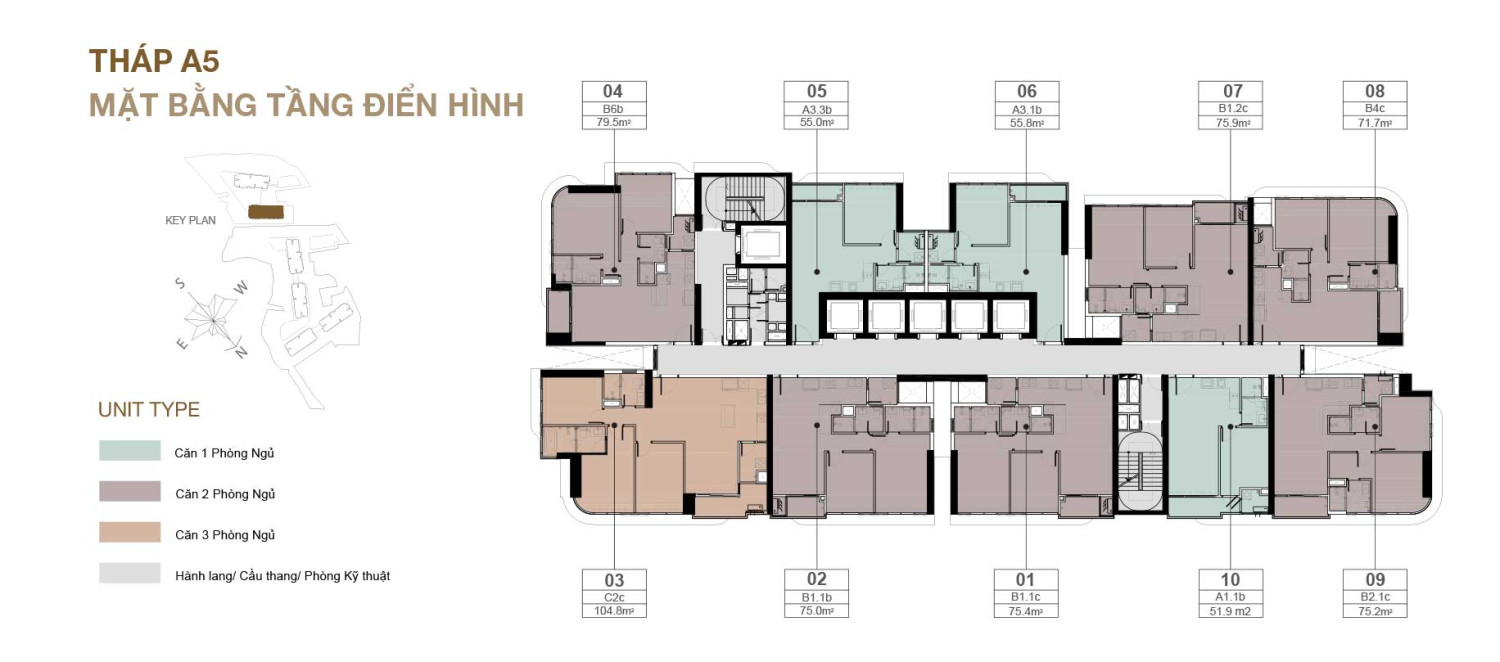 THÁP A5
MẶT BẰNG TẦNG ĐIỂN HÌNH
04
B6b
79.5m²
05
A3.3b
55.0m²
06
A3.1b
55.8m²
07
B1.2c
75.9m²
08
B4c
71.7m²
KEY PLAN
S
W
E
N
UNIT TYPE
Căn 1 Phòng Ngủ
Căn 2 Phòng Ngủ
Căn 3 Phòng Ngủ
Hành lang/ Cầu thang/ Phòng Kỹ thuật
03
C2c
104.8m²
02
B1.1b
75.0m²
01
B1.1c
75.4m²
10
A1.1b
51.9 m2
09
B2.1c
75.2m²